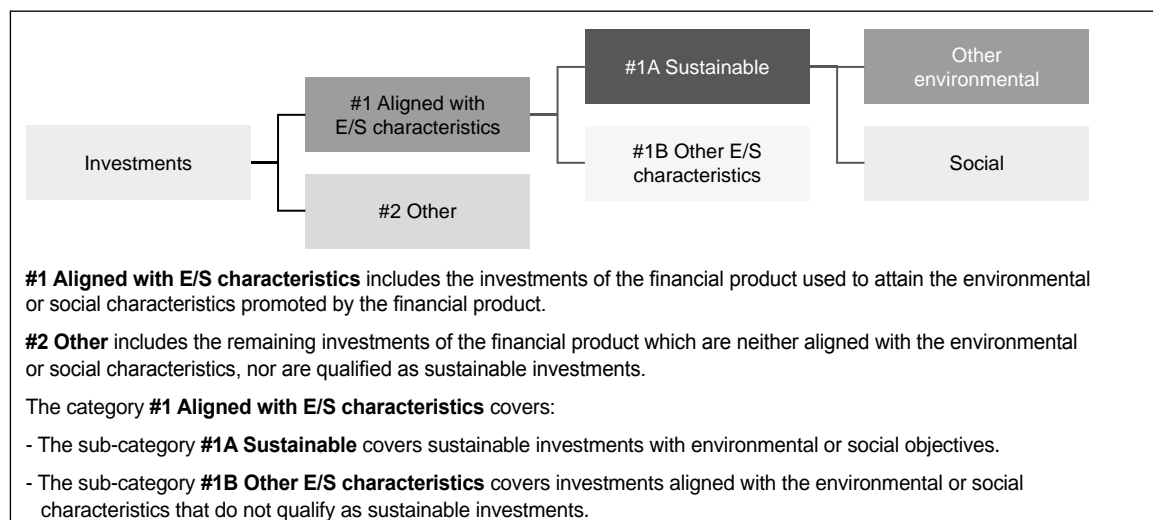 Other
environmental
#1A Sustainable
#1 Aligned with
E/S characteristics
#1B Other E/S
characteristics
Investments
Social
#2 Other
#1 Aligned with E/S characteristics includes the investments of the financial product used to attain the environmental
or social characteristics promoted by the financial product.
#2 Other includes the remaining investments of the financial product which are neither aligned with the environmental
or social characteristics, nor are qualified as sustainable investments.
The category #1 Aligned with E/S characteristics covers:
- The sub-category #1A Sustainable covers sustainable investments with environmental or social objectives.
- The sub-category #1B Other E/S characteristics covers investments aligned with the environmental or social
characteristics that do not qualify as sustainable investments.